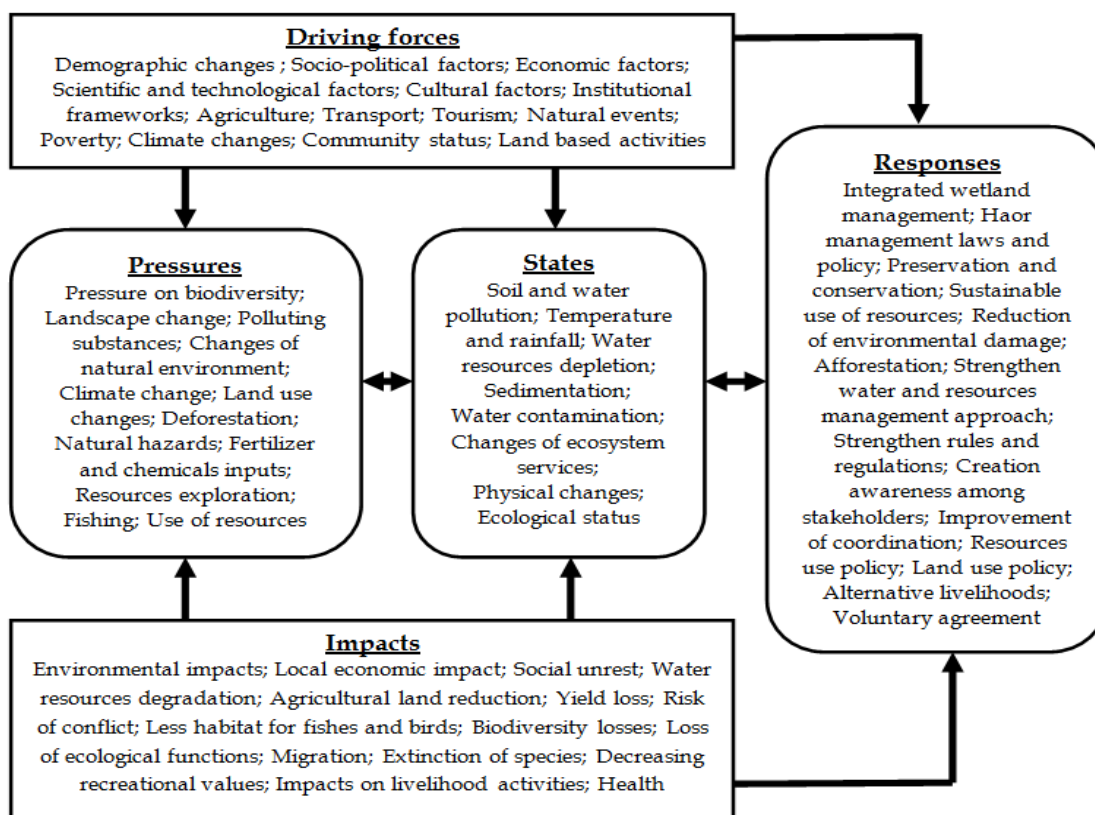 Driving forces
Demographic changes ; Socio-political factors; Economic factors;
Scientific and technological factors; Cultural factors; Institutional
frameworks; Agriculture; Transport; Tourism; Natural events;
Poverty; Climate changes; Community status; Land based activities
Pressures
Pressure on biodiversity;
Landscape change; Polluting
substances; Changes of
natural environment;
Climate change; Land use
changes; Deforestation;
Natural hazards; Fertilizer
and chemicals inputs;
Resources exploration;
Fishing; Use of resources
States
Soil and water
pollution; Temperature
and rainfall; Water
resources depletion;
Sedimentation;
Water contamination;
Changes of ecosystem
services;
Physical changes;
Ecological status
Responses
Integrated wetland
management; Haor
management laws and
policy; Preservation and
conservation; Sustainable
use of resources; Reduction
of environmental damage;
Afforestation; Strengthen
water and resources
management approach;
Strengthen rules and
regulations; Creation
awareness among
stakeholders; Improvement
of coordination; Resources
use policy; Land use policy;
Alternative livelihoods;
Voluntary agreement
Impacts
Environmental impacts; Local economic impact; Social unrest; Water
resources degradation; Agricultural land reduction; Yield loss; Risk
of conflict; Less habitat for fishes and birds; Biodiversity losses; Loss
of ecological functions; Migration; Extinction of species; Decreasing
recreational values; Impacts on livelihood activities; Health